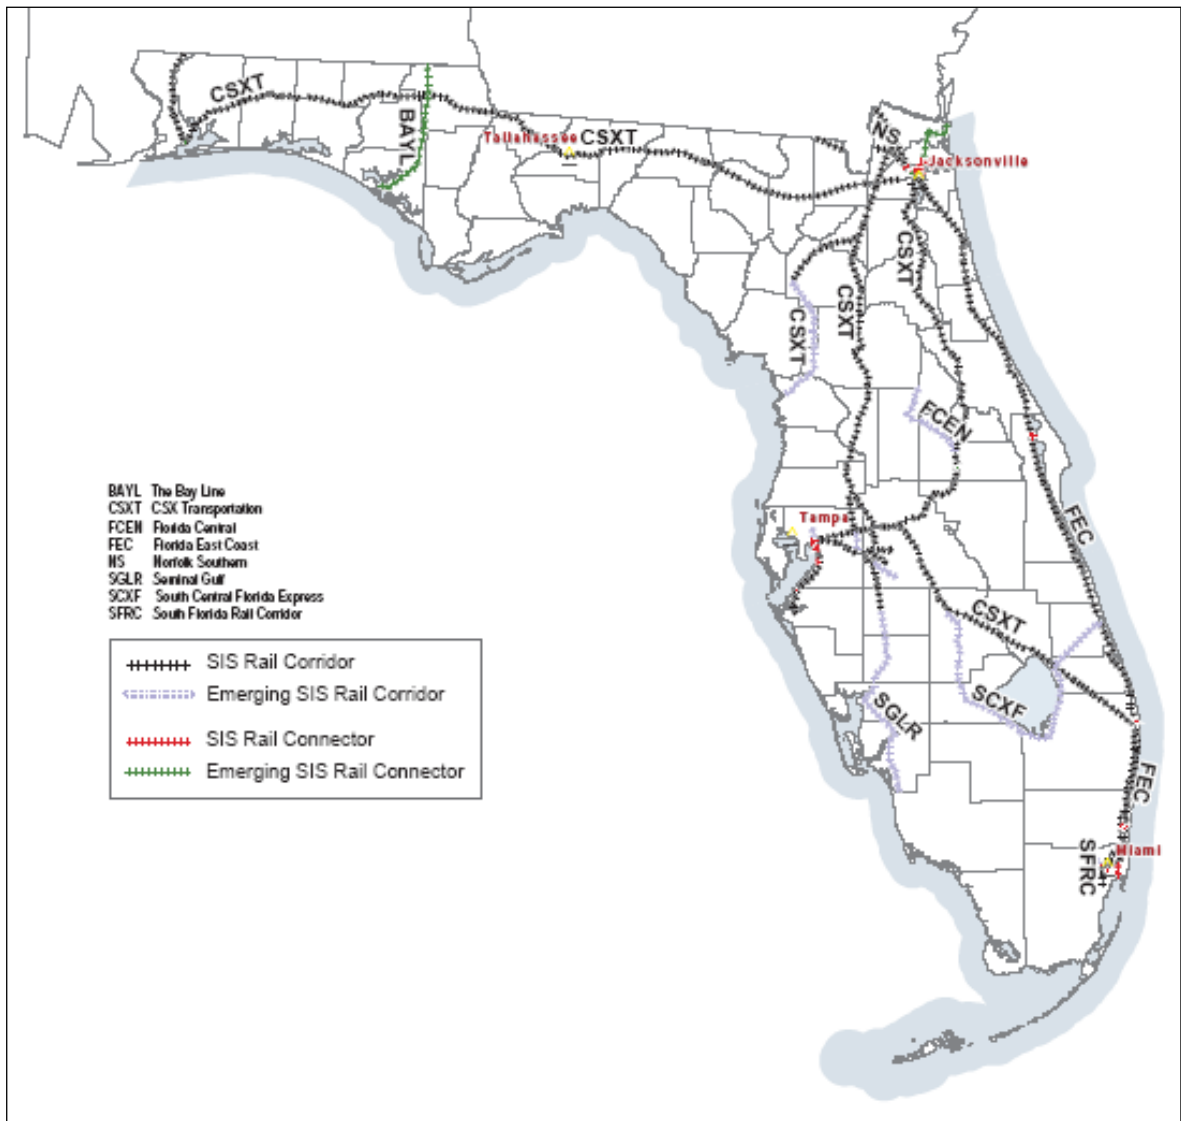 CSXT
BAYL
Tallahassee
CSXT
NS
Jacksonville
CSXT
CSXT
CSXT
FCEN
BAYL The Bay Line
CSXT CSX Transportation
FCEN Florida Central
FEC Florida East Coast
NS Norfolk Southern
SGLR Seminal Gulf
SCXF South Central Florida Express
SFRC South Florida Rail Corridor
Tampa
FEC
CSXT
SIS Rail Corridor
Emerging SIS Rail Corridor
SIS Rail Connector
Emerging SIS Rail Connector
SGLR
SCXF
FEC
SFRC
Miami